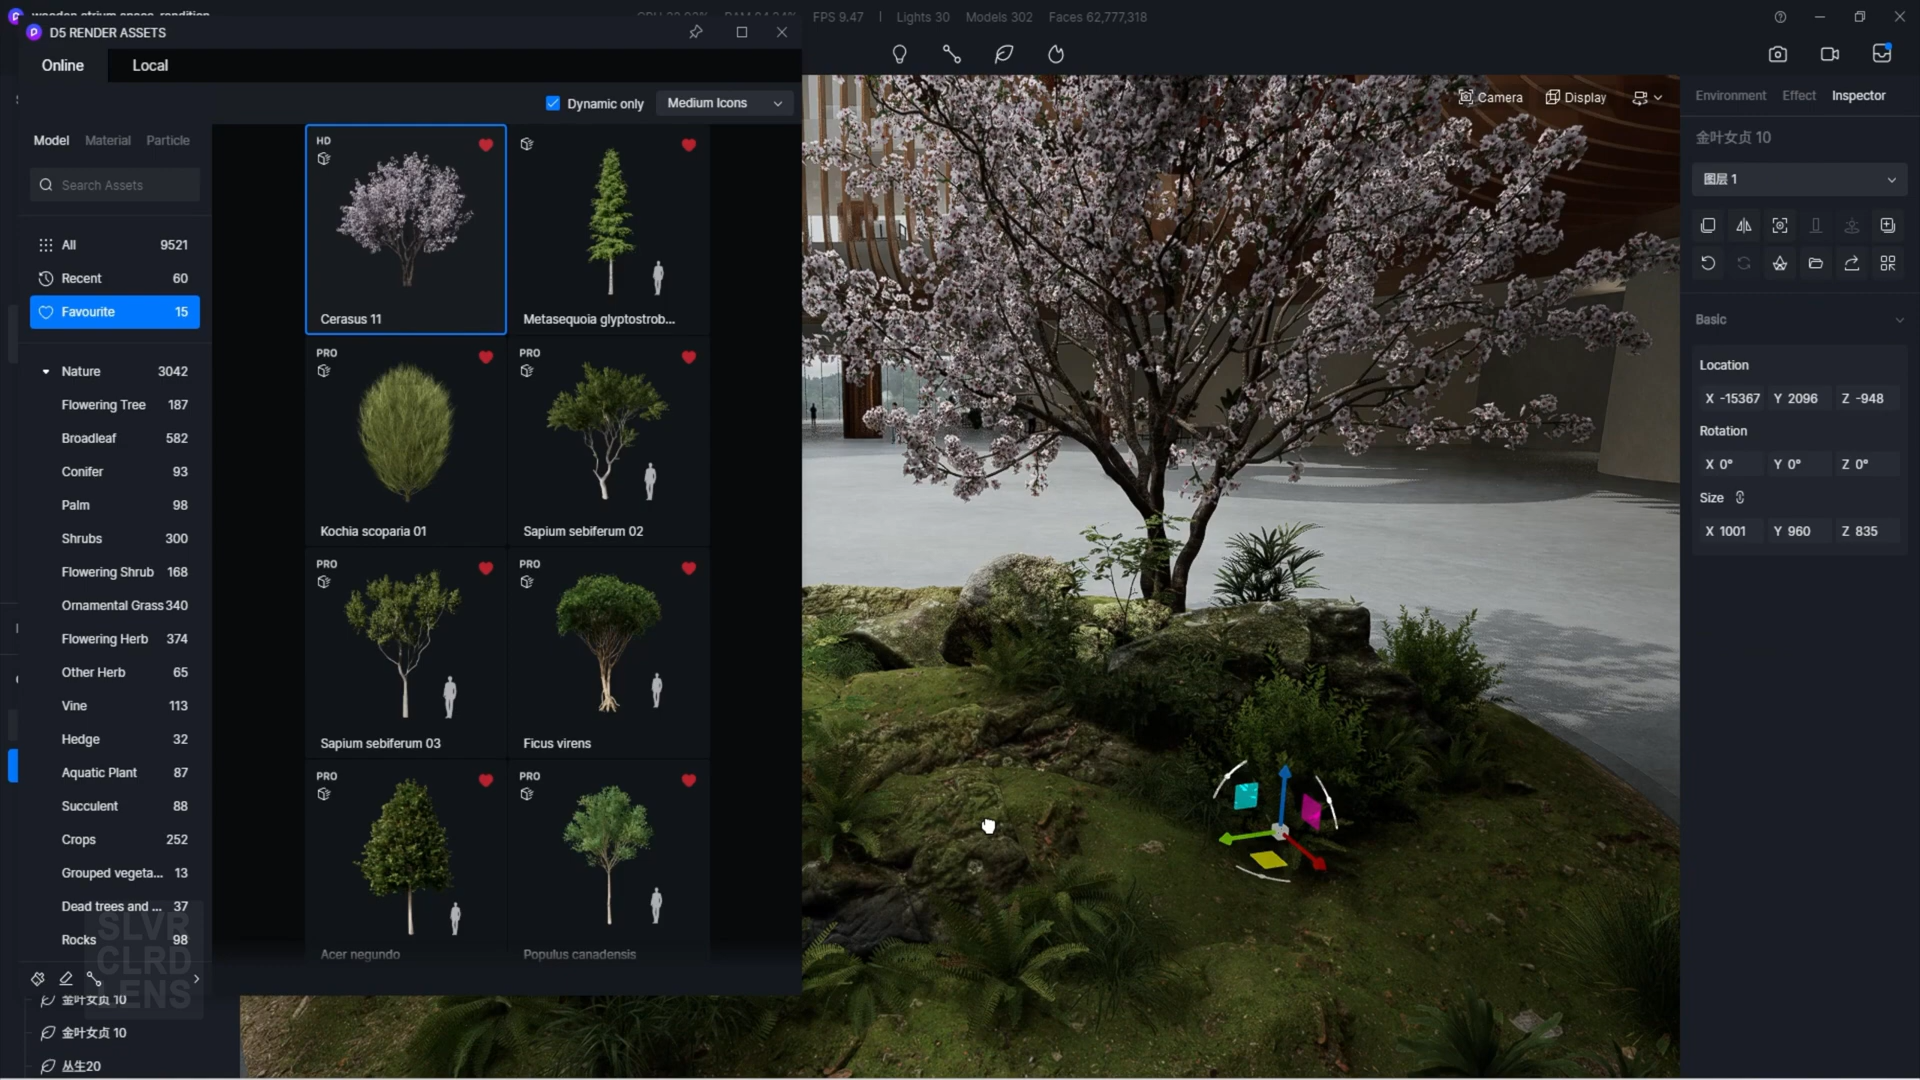 wooden atrium space_rendition
FPS 9.47 | Lights 30 Models 302 Faces 62,777,318
D5 RENDER ASSETS
Online Local
Dynamic only Medium Icons
Camera Display
Environment Effect Inspector
Model Material Particle
Search Assets
All 9521
Recent 60
Favourite 15
Nature 3042
Flowering Tree 187
Broadleaf 582
Conifer 93
Palm 98
Shrubs 300
Flowering Shrub 168
Ornamental Grass 340
Flowering Herb 374
Other Herb 65
Vine 113
Hedge 32
Aquatic Plant 87
Succulent 88
Crops 252
Grouped vegeta... 13
Dead trees and ... 37
Rocks 98
SLVR
CLRD
LENS
金叶女贞 10
金叶女贞 10
丛生20
HD
Cerasus 11
Metasequoia glyptostrob...
PRO PRO
Kochia scoparia 01 Sapium sebiferum 02
PRO PRO
Sapium sebiferum 03 Ficus virens
PRO PRO
Acer negundo Populus canadensis
金叶女贞 10
图层 1
Basic
Location
X -15367 Y 2096 Z -948
Rotation
X 0° Y 0° Z 0°
Size
X 1001 Y 960 Z 835